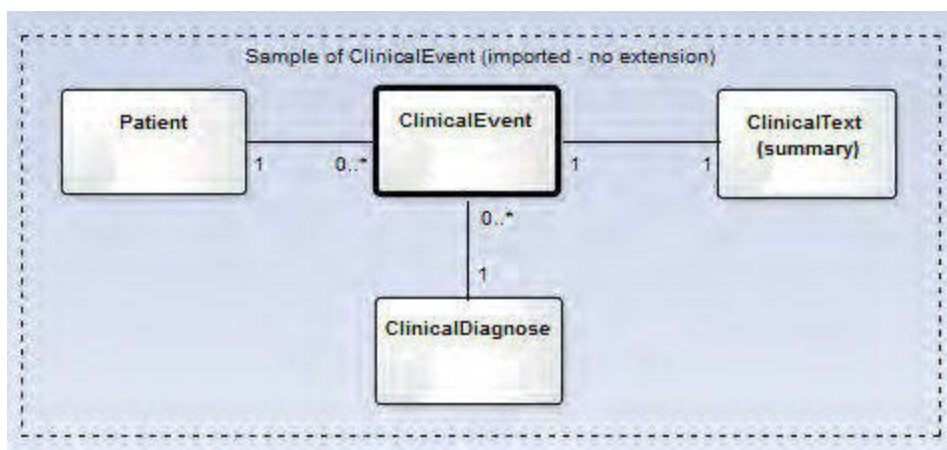 Sample of ClinicalEvent (imported - no extension)
Patient
ClinicalEvent
ClinicalText
(summary)
1
0..*
1
1
0..*
1
ClinicalDiagnose